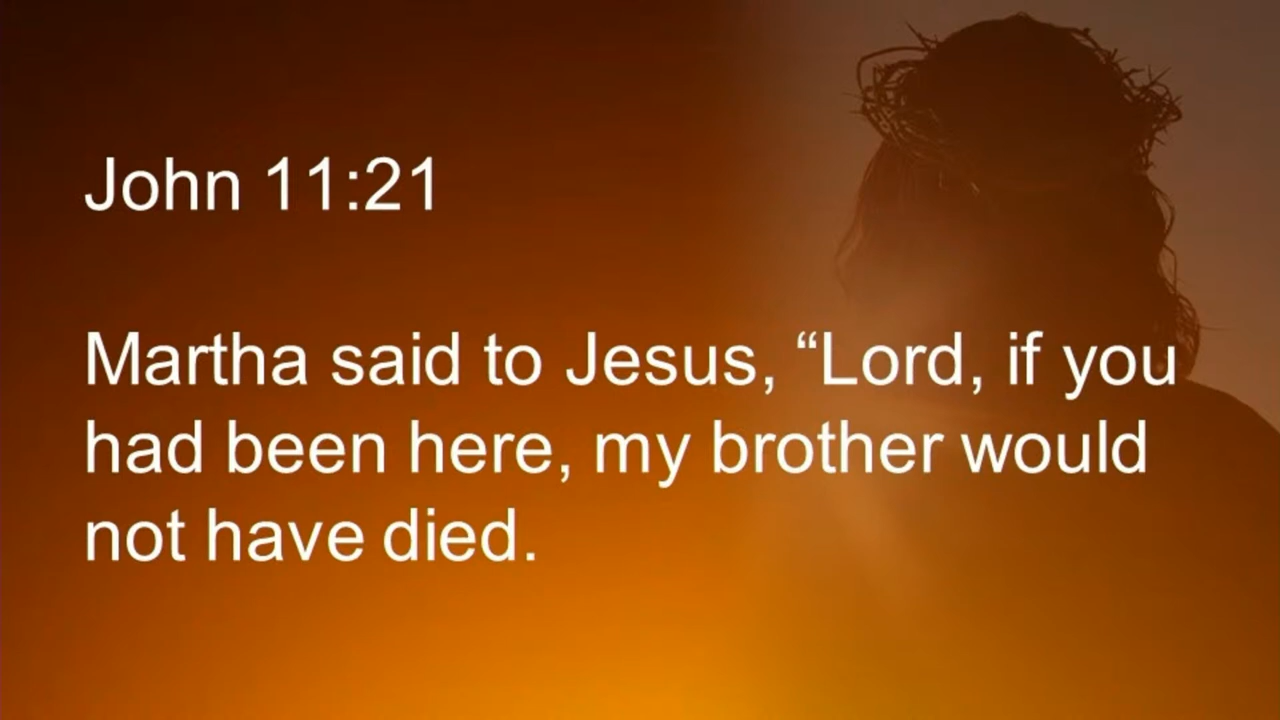 John 11:21
Martha said to Jesus, “Lord, if you
had been here, my brother would
not have died.